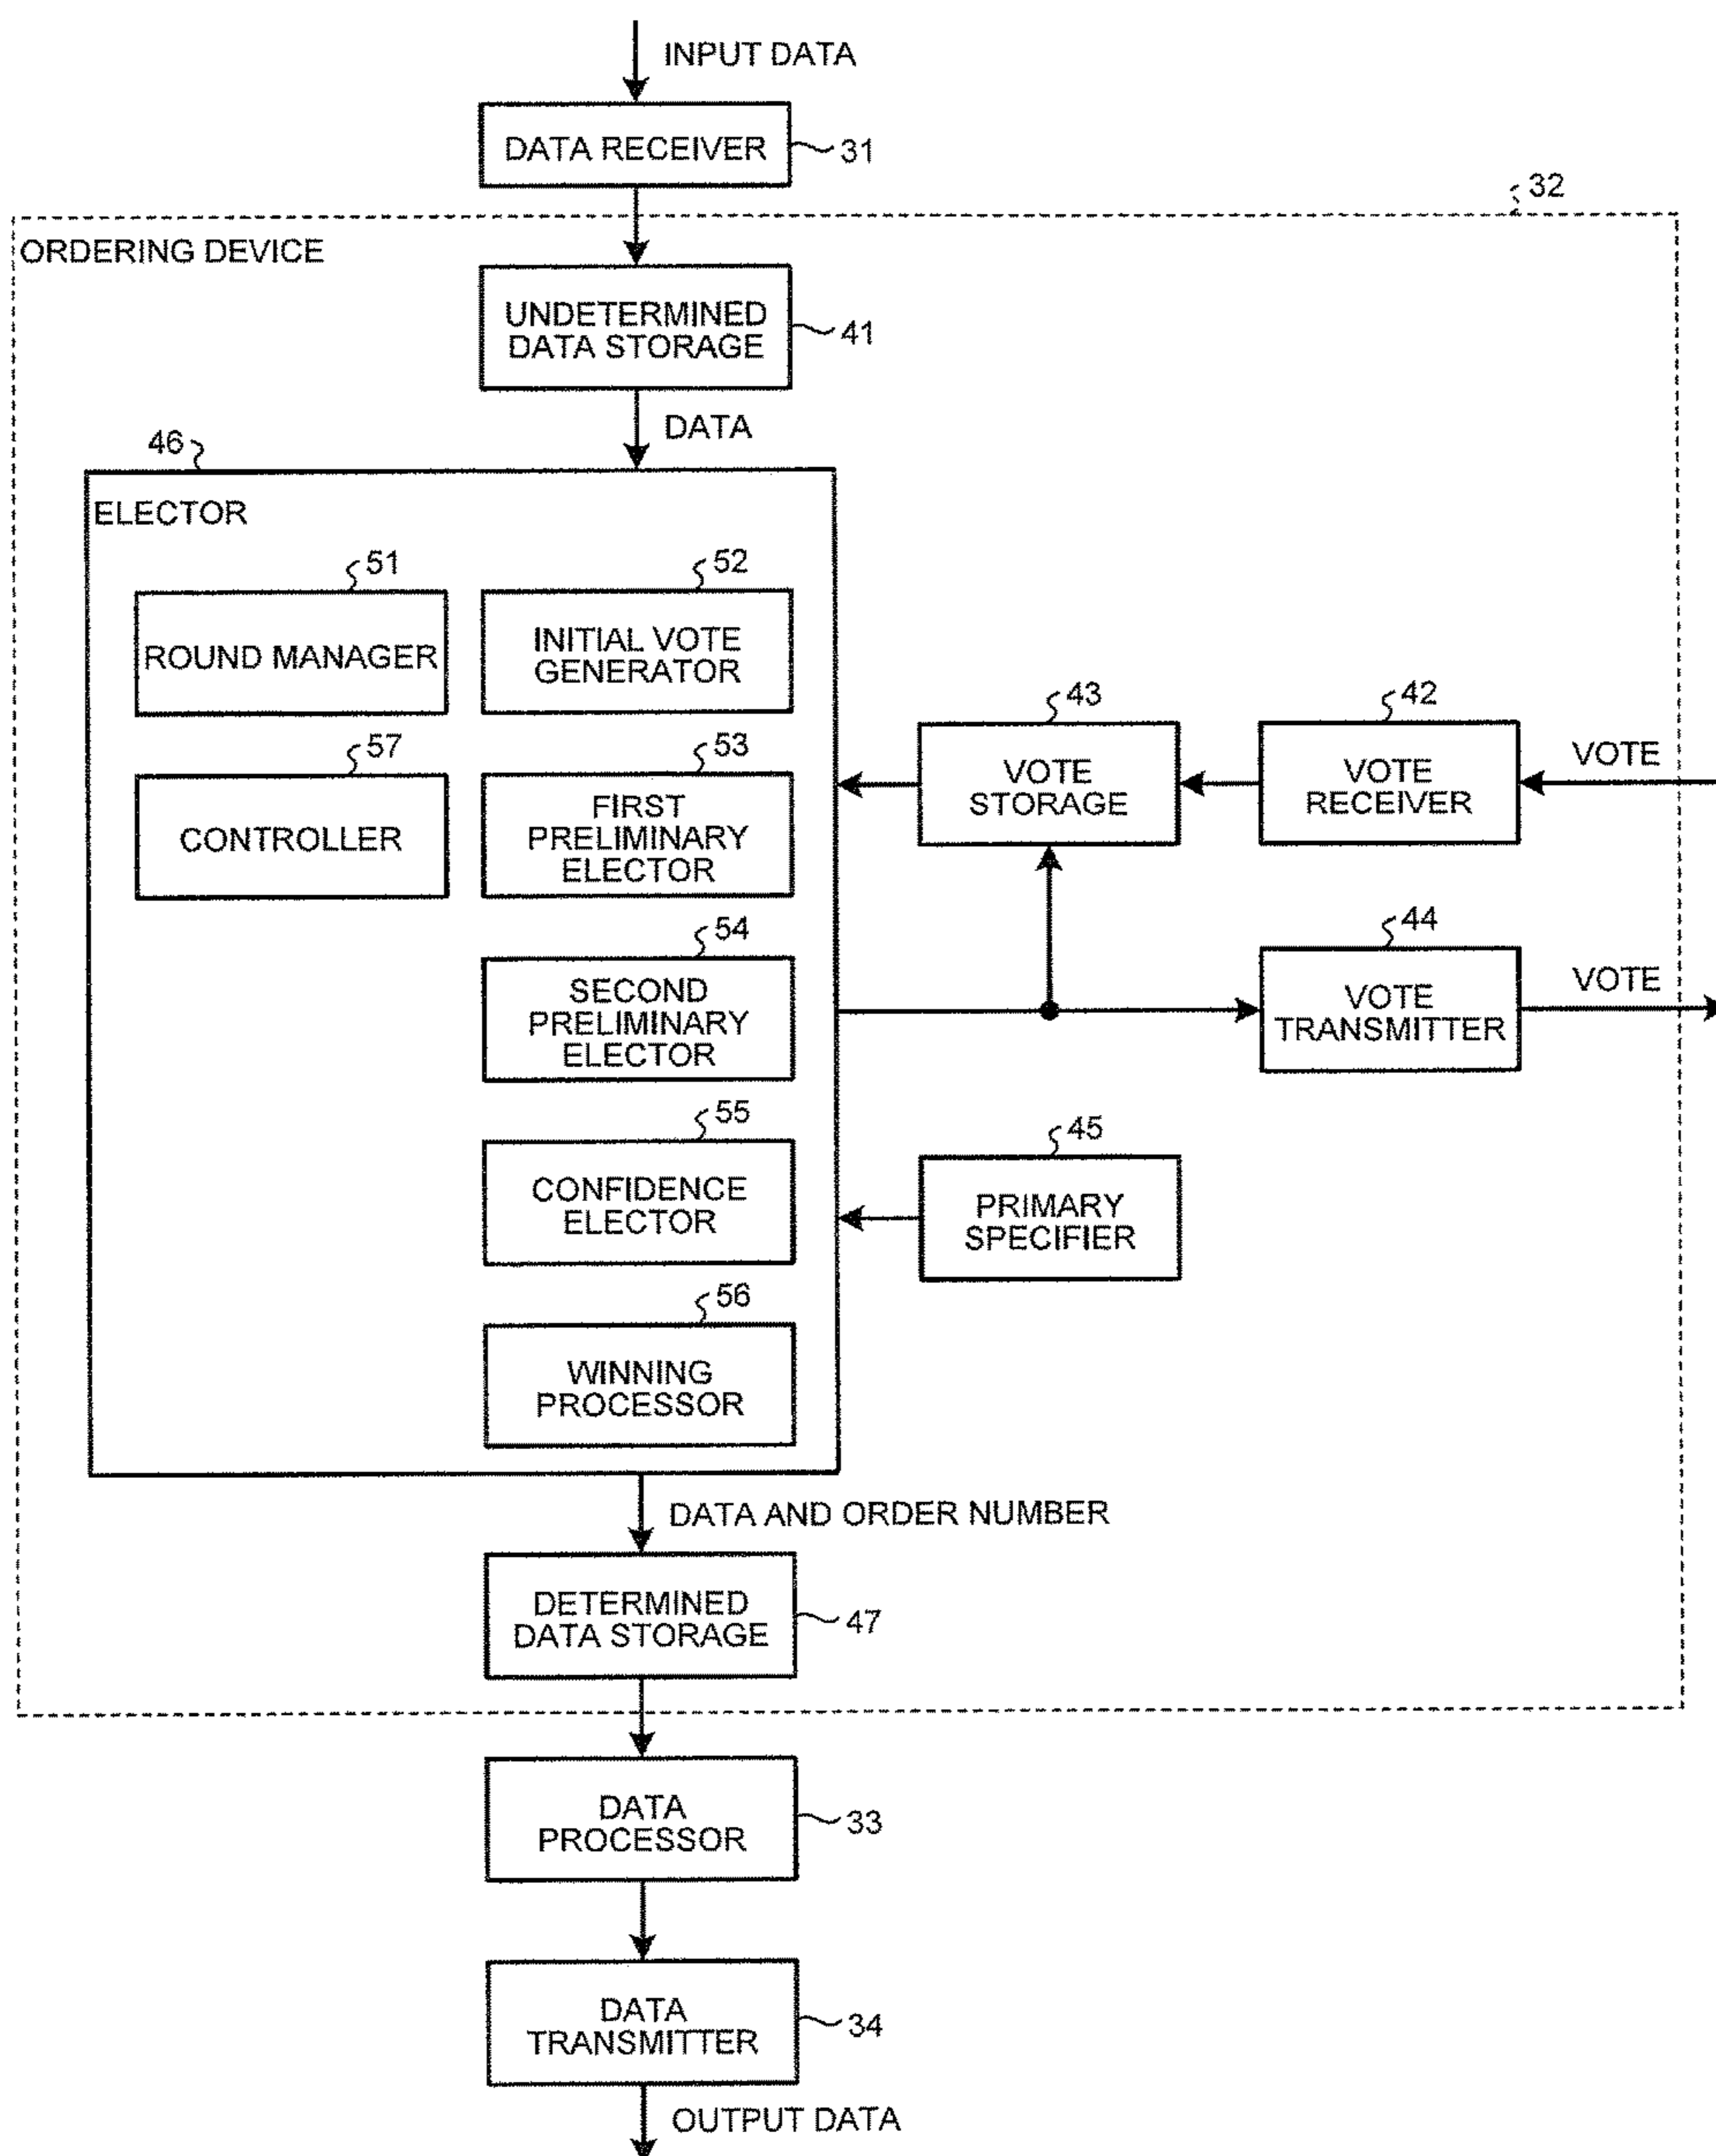 INPUT DATA
DATA RECEIVER
31
32
ORDERING DEVICE
UNDETERMINED
DATA STORAGE
41
DATA
46
ELECTOR
51
ROUND MANAGER
52
INITIAL VOTE
GENERATOR
57
CONTROLLER
53
FIRST
PRELIMINARY
ELECTOR
43
VOTE
STORAGE
42
VOTE
RECEIVER
VOTE
54
SECOND
PRELIMINARY
ELECTOR
44
VOTE
TRANSMITTER
VOTE
55
CONFIDENCE
ELECTOR
45
PRIMARY
SPECIFIER
56
WINNING
PROCESSOR
DATA AND ORDER NUMBER
DETERMINED
DATA STORAGE
47
DATA
PROCESSOR
33
DATA
TRANSMITTER
34
OUTPUT DATA